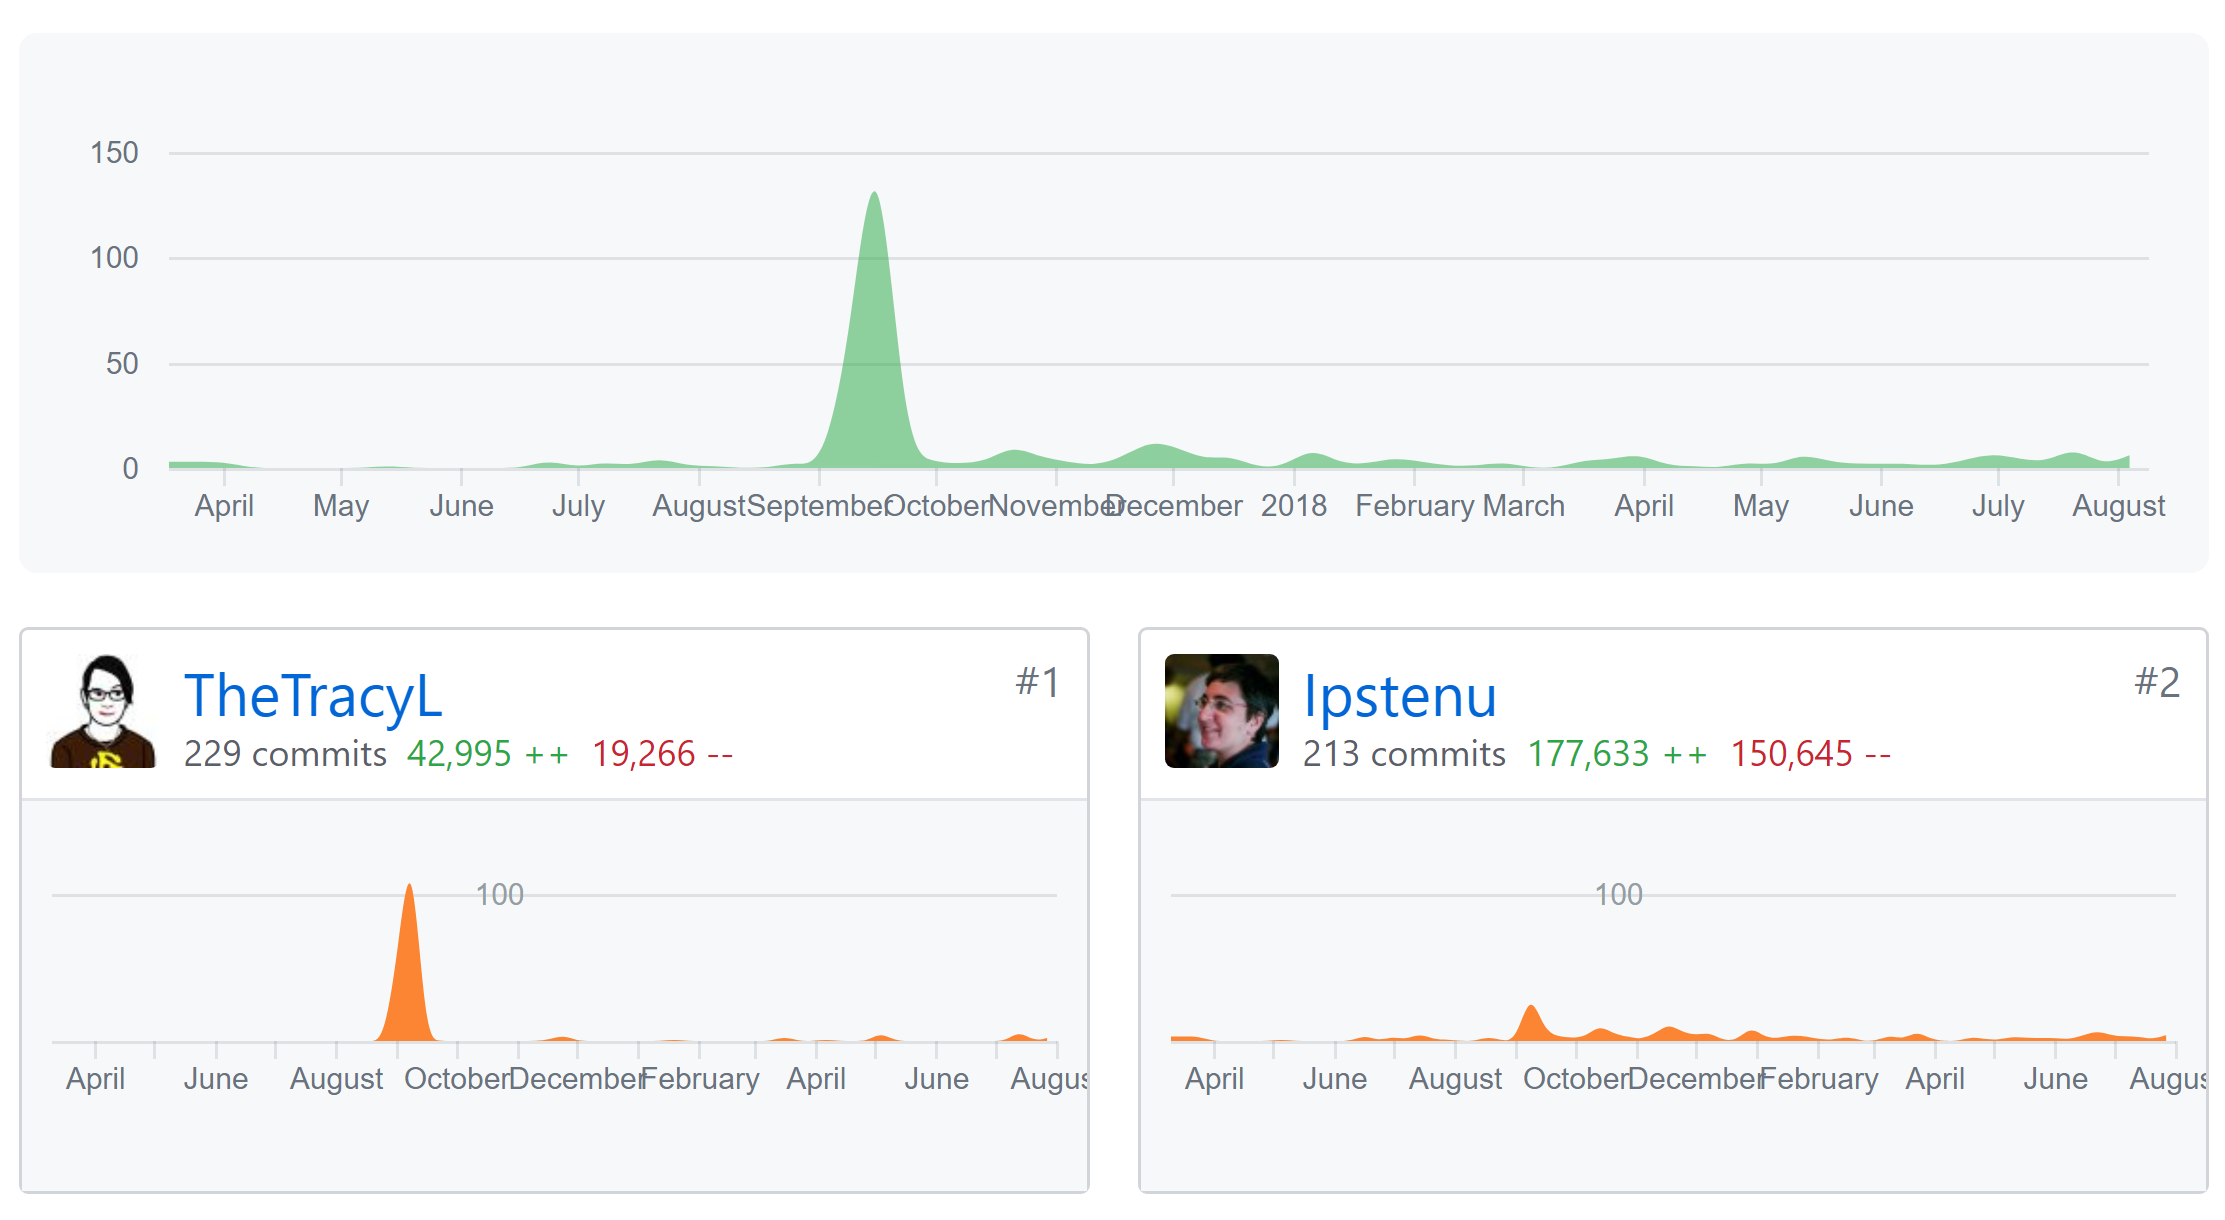 150
100
50
0
April May June July August September October November December 2018 February March April May June July August
TheTracyL #1
229 commits 42,995 ++ 19,266 --
100
April June August October December February April June Augus
lpstenu #2
213 commits 177,633 ++ 150,645 --
100
April June August October December February April June Augus